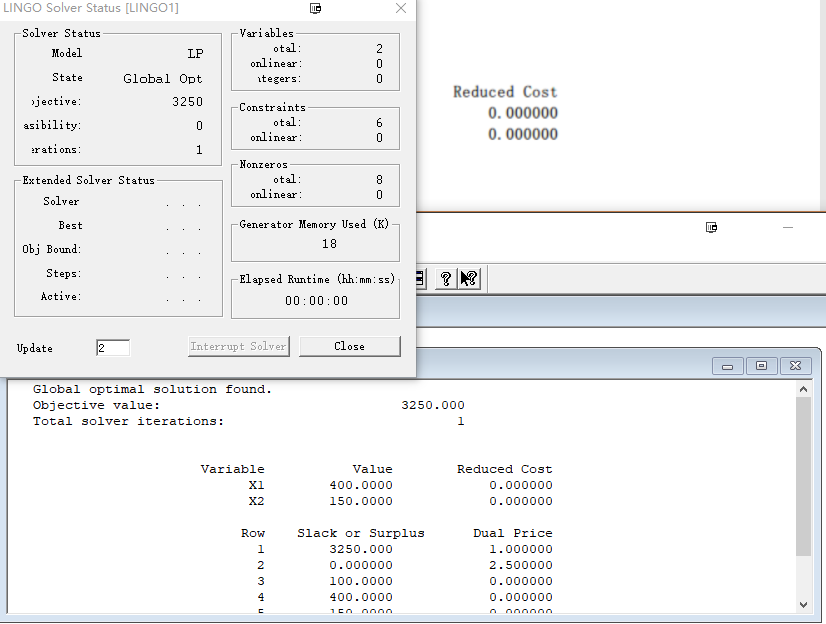 LINGO Solver Status [LINGO1]
Solver Status
Model LP
State Global Opt
jective: 3250
asibility: 0
erations: 1
Extended Solver Status
Solver . . .
Best . . .
Obj Bound: . . .
Steps: . . .
Active: . . .
Variables
otal: 2
onlinear: 0
ntegers: 0
Constraints
otal: 6
onlinear: 0
Nonzeros
otal: 8
onlinear: 0
Generator Memory Used (K)
18
Elapsed Runtime (hh:mm:ss)
00:00:00
Update 2
Interrupt Solver
Close
Reduced Cost
0.000000
0.000000
Global optimal solution found.
Objective value: 3250.000
Total solver iterations: 1
Variable Value Reduced Cost
X1 400.0000 0.000000
X2 150.0000 0.000000
Row Slack or Surplus Dual Price
1 3250.000 1.000000
2 0.000000 2.500000
3 100.0000 0.000000
4 400.0000 0.000000
5 150.0000 0.000000